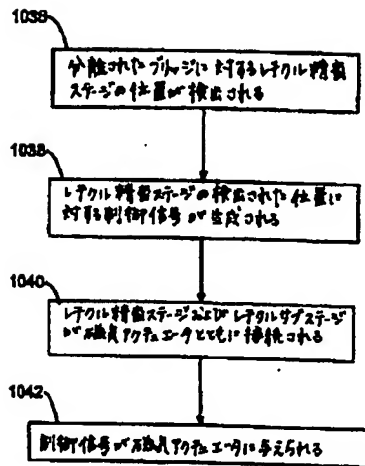 1036
分離されたブリッジに対するレチクル精密
ステージの位置が検出される
1038
レチクル精密ステージの検出された位置に
対する制御信号が生成される
1040
レチクル精密ステージおよびレチクルサブステージ
が磁気アクチュエータとともに接続される
1042
制御信号が磁気アクチュエータに与えられる